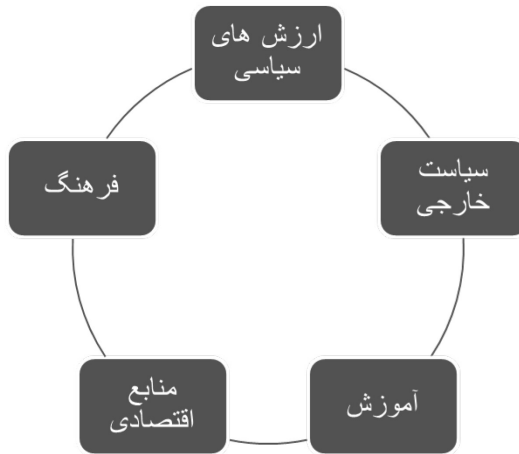 ارزش های
سیاسی
سیاست
خارجی
آموزش
منابع
اقتصادی
فرهنگ